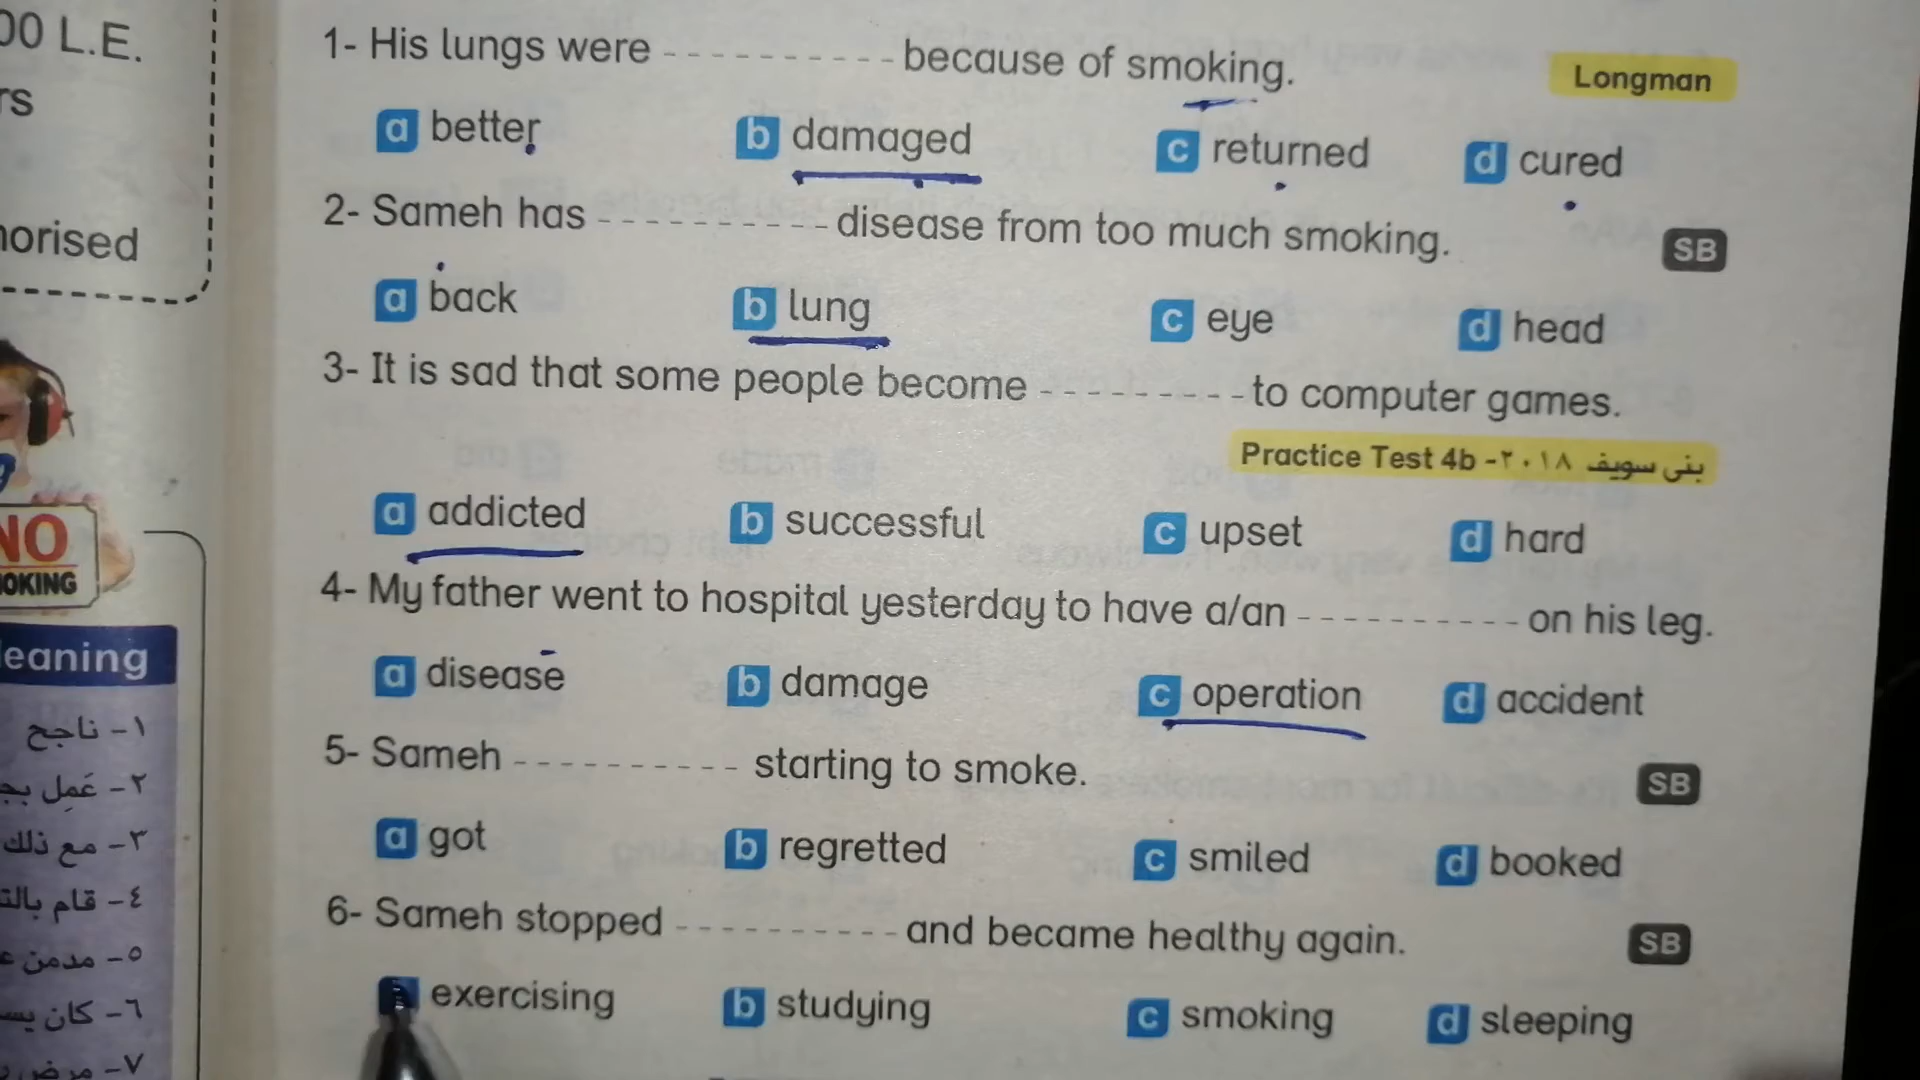 00 L.E.
rs
norised
NO
OKING
eaning
١- ناجح
٢- عَمِل بجـ
٣- مع ذلك
٤- قام بالتـ
٥- مدمن عـ
٦- كان يسـ
٧- مرض
1- His lungs were ---------- because of smoking.
Longman
a better b damaged c returned d cured
2- Sameh has ---------- disease from too much smoking.
SB
a back b lung c eye d head
3- It is sad that some people become --------- to computer games.
Practice Test 4b -٢٠١٨ بنى سويف
a addicted b successful c upset d hard
4- My father went to hospital yesterday to have a/an ---------- on his leg.
a disease b damage c operation d accident
5- Sameh ---------- starting to smoke.
SB
a got b regretted c smiled d booked
6- Sameh stopped ---------- and became healthy again.
SB
exercising b studying c smoking d sleeping